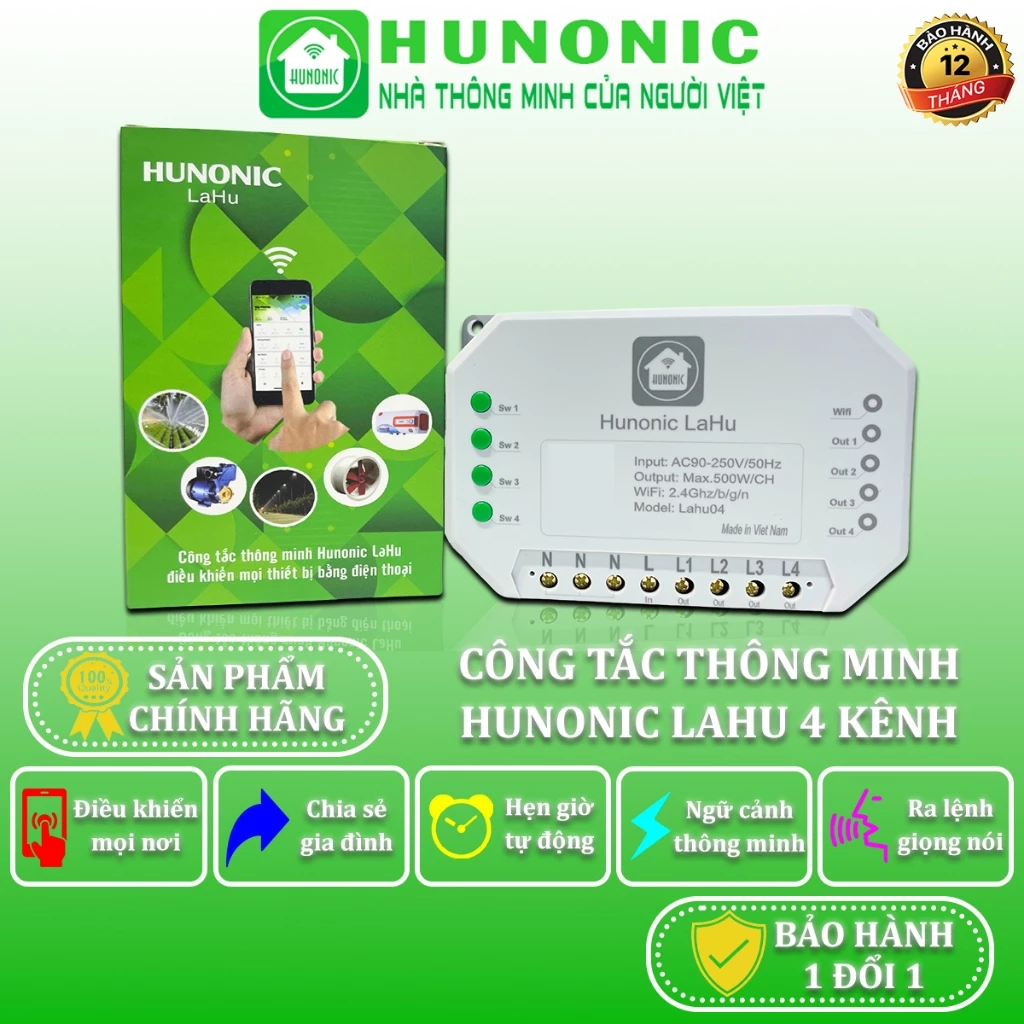 HUNONIC
HUNONIC
NHÀ THÔNG MINH CỦA NGƯỜI VIỆT
BẢO HÀNH
12
THÁNG
HUNONIC
LaHu
Công tắc thông minh Hunonic LaHu
điều khiển mọi thiết bị bằng điện thoại
HUNONIC
Hunonic LaHu
Input: AC90-250V/50Hz
Output: Max.500W/CH
WiFi: 2.4Ghz/b/g/n
Model: Lahu04
Made in Viet Nam
Sw 1
Sw 2
Sw 3
Sw 4
Wifi
Out 1
Out 2
Out 3
Out 4
N N N L L1 L2 L3 L4
In Out Out Out Out
100%
Quality
SẢN PHẨM
CHÍNH HÃNG
CÔNG TẮC THÔNG MINH
HUNONIC LAHU 4 KÊNH
Điều khiển
mọi nơi
Chia sẻ
gia đình
Hẹn giờ
tự động
Ngữ cảnh
thông minh
Ra lệnh
giọng nói
BẢO HÀNH
1 ĐỔI 1